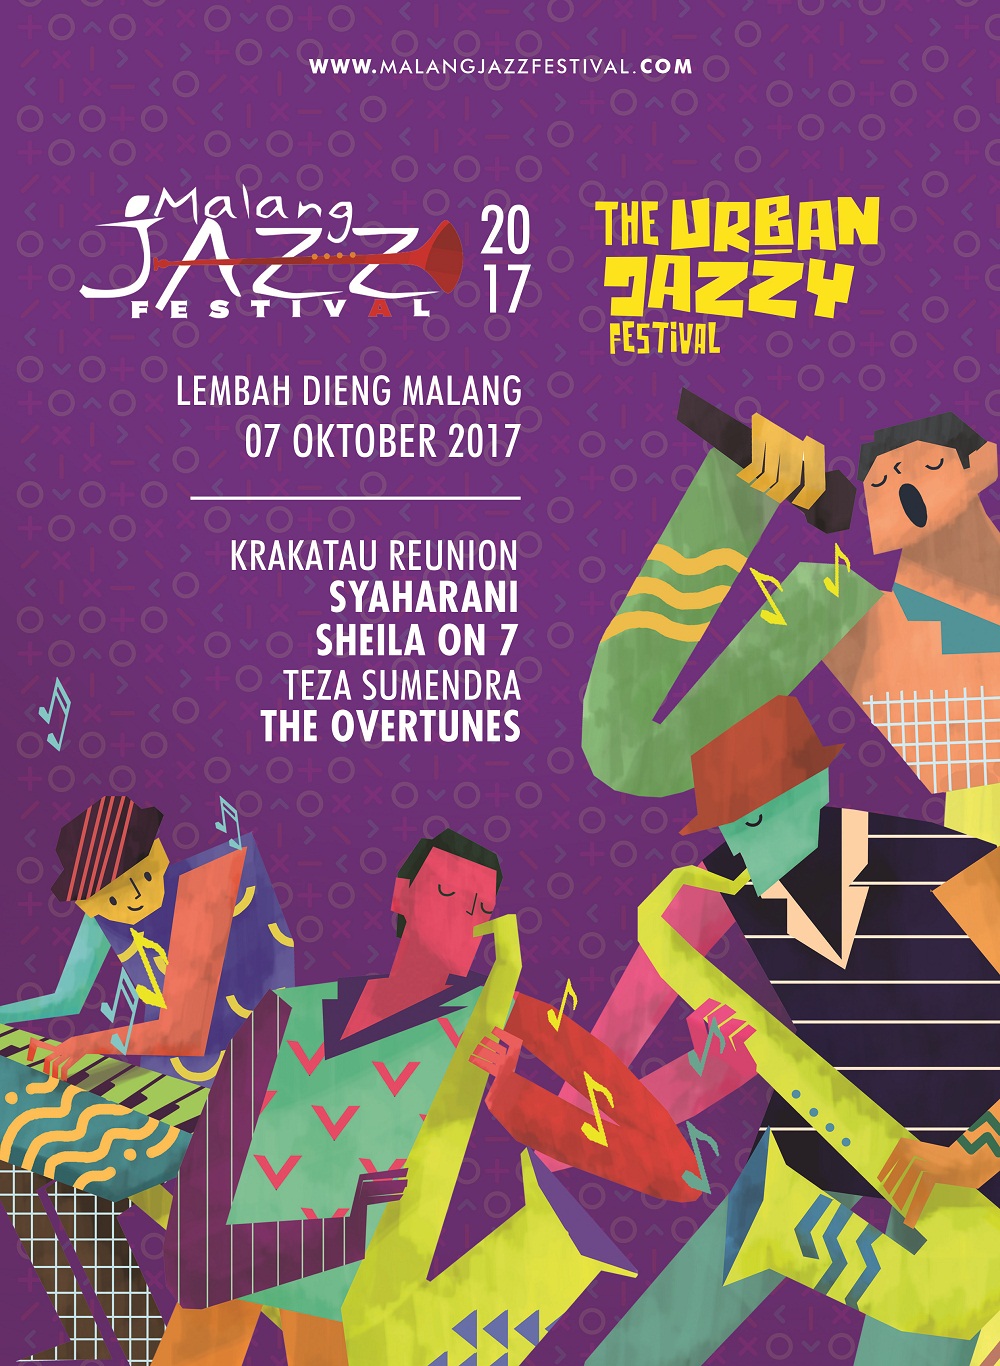 WWW.MALANGJAZZFESTIVAL.COM
Malang
JAZZ
FESTIVAL
20
17
THE URBAN
JAZZY
FESTiVAL
LEMBAH DIENG MALANG
07 OKTOBER 2017
KRAKATAU REUNION
SYAHARANI
SHEILA ON 7
TEZA SUMENDRA
THE OVERTUNES